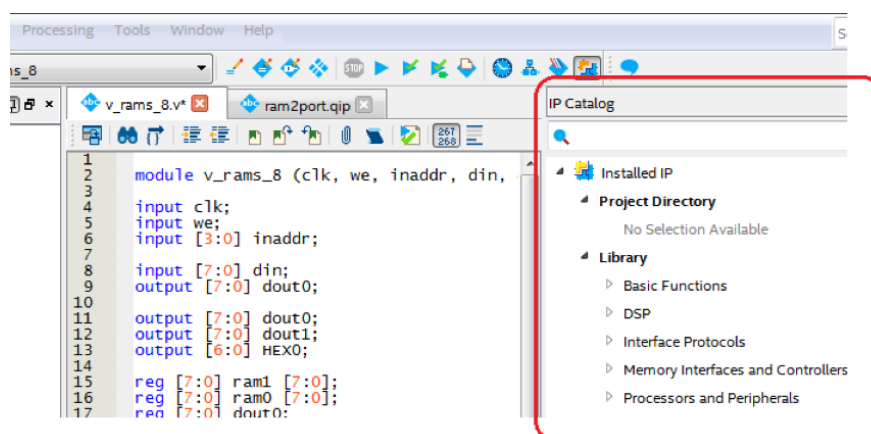 Processing Tools Window Help
s_8
STOP
v_rams_8.v* ram2port.qip
IP Catalog
267
268
1
2 module v_rams_8 (clk, we, inaddr, din,
3
4 input clk;
5 input we;
6 input [3:0] inaddr;
7
8 input [7:0] din;
9 output [7:0] dout0;
10
11 output [7:0] dout0;
12 output [7:0] dout1;
13 output [6:0] HEX0;
14
15 reg [7:0] ram1 [7:0];
16 reg [7:0] ram0 [7:0];
17 reg [7:0] dout0;
Installed IP
Project Directory
No Selection Available
Library
Basic Functions
DSP
Interface Protocols
Memory Interfaces and Controllers
Processors and Peripherals